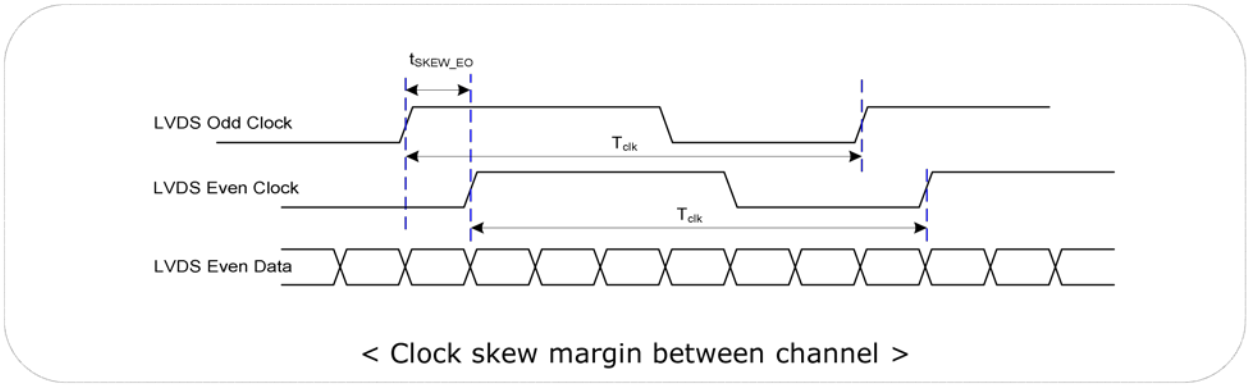 tSKEW_EO
LVDS Odd Clock
Tclk
LVDS Even Clock
Tclk
LVDS Even Data
< Clock skew margin between channel >